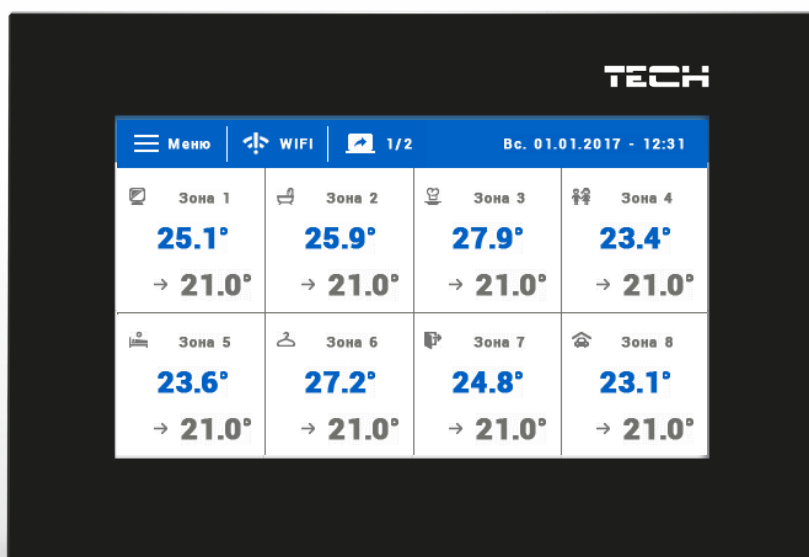 TECH
Меню WIFI 1/2 Вс. 01.01.2017 - 12:31
Зона 1 Зона 2 Зона 3 Зона 4
25.1° 25.9° 27.9° 23.4°
→ 21.0° → 21.0° → 21.0° → 21.0°
Зона 5 Зона 6 Зона 7 Зона 8
23.6° 27.2° 24.8° 23.1°
→ 21.0° → 21.0° → 21.0° → 21.0°